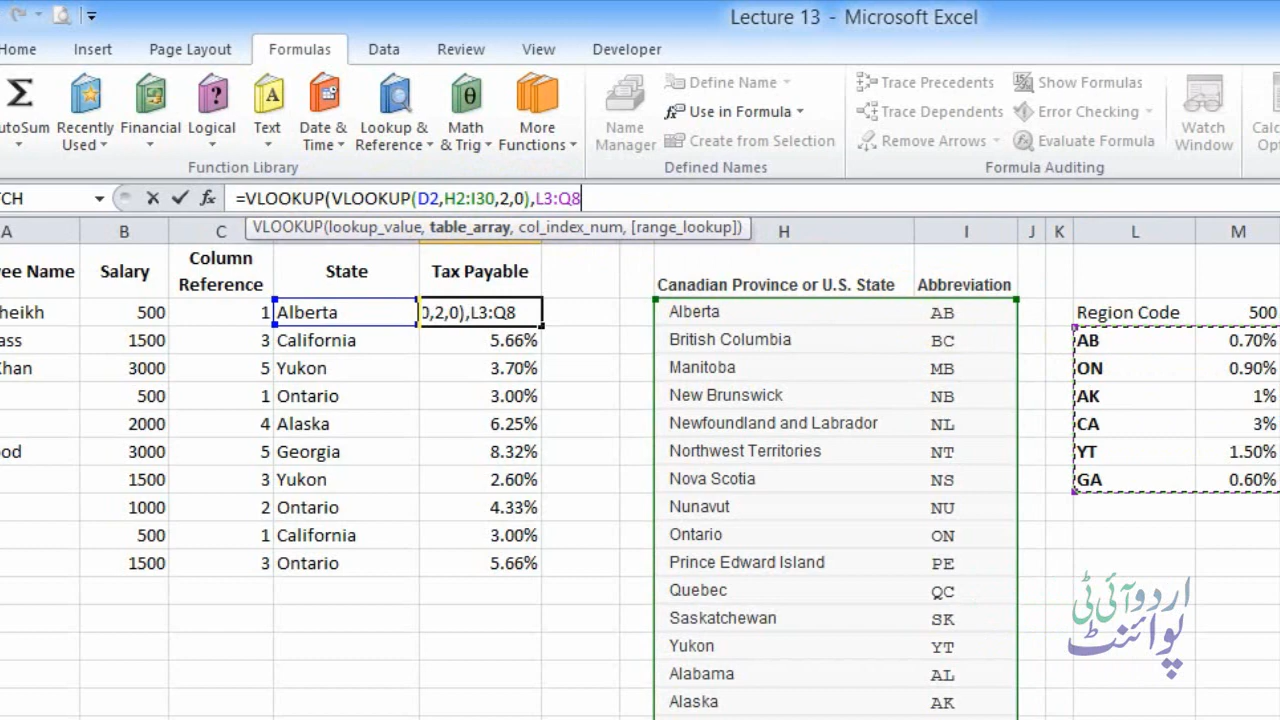 Lecture 13 - Microsoft Excel
Home Insert Page Layout Formulas Data Review View Developer
AutoSum Recently Used Financial Logical Text Date & Time Lookup & Reference Math & Trig More Functions
Function Library
Name Manager Define Name Use in Formula Create from Selection
Defined Names
Trace Precedents Show Formulas
Trace Dependents Error Checking
Remove Arrows Evaluate Formula
Formula Auditing
Watch Window
TCH fx =VLOOKUP(VLOOKUP(D2,H2:I30,2,0),L3:Q8
VLOOKUP(lookup_value, table_array, col_index_num, [range_lookup])
A B C H I J K L M
ee Name Salary Column Reference State Tax Payable Canadian Province or U.S. State Abbreviation
heikh 500 1 Alberta 0,2,0),L3:Q8 Alberta AB Region Code 500
ass 1500 3 California 5.66% British Columbia BC AB 0.70%
Khan 3000 5 Yukon 3.70% Manitoba MB ON 0.90%
500 1 Ontario 3.00% New Brunswick NB AK 1%
2000 4 Alaska 6.25% Newfoundland and Labrador NL CA 3%
ood 3000 5 Georgia 8.32% Northwest Territories NT YT 1.50%
1500 3 Yukon 2.60% Nova Scotia NS GA 0.60%
1000 2 Ontario 4.33% Nunavut NU
500 1 California 3.00% Ontario ON
1500 3 Ontario 5.66% Prince Edward Island PE
Quebec QC
Saskatchewan SK
Yukon YT
Alabama AL
Alaska AK
اردو آئی ٹی
پوائنٹ